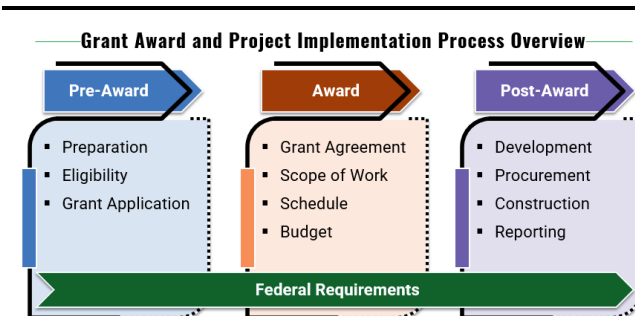 Grant Award and Project Implementation Process Overview
Pre-Award
▪ Preparation
▪ Eligibility
▪ Grant Application
Award
▪ Grant Agreement
▪ Scope of Work
▪ Schedule
▪ Budget
Post-Award
▪ Development
▪ Procurement
▪ Construction
▪ Reporting
Federal Requirements